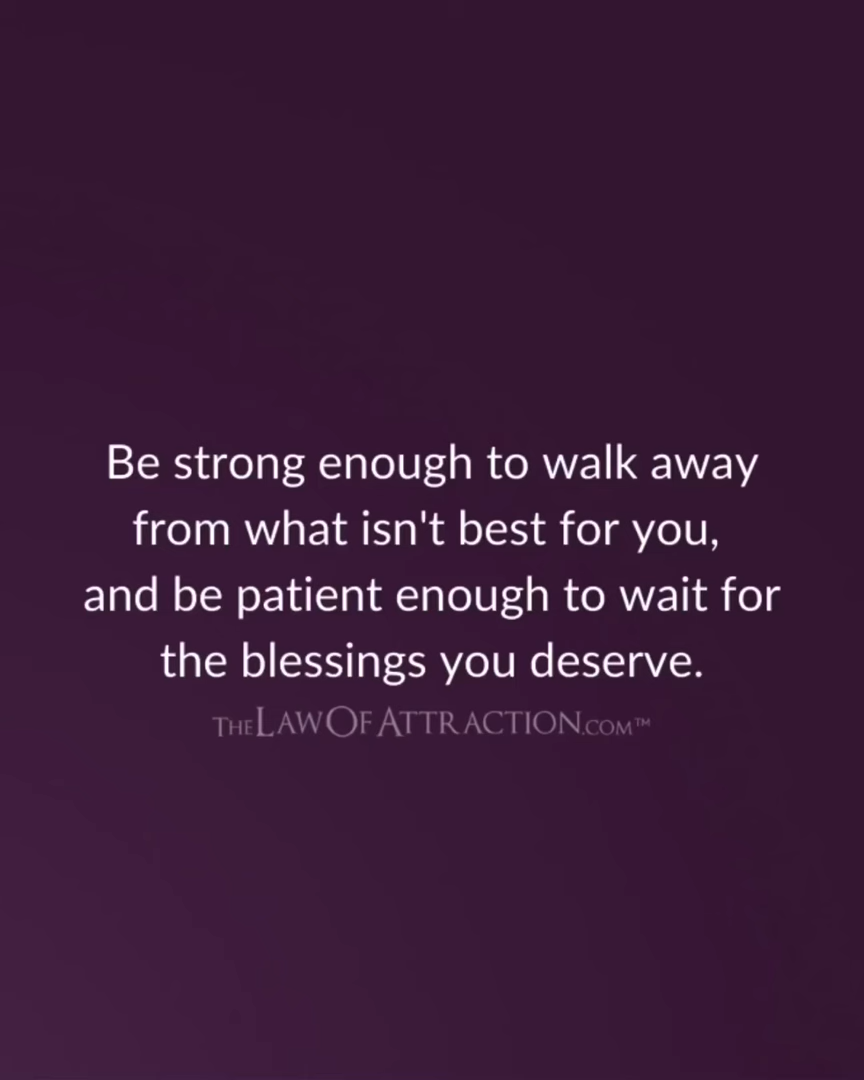 Be strong enough to walk away
from what isn't best for you,
and be patient enough to wait for
the blessings you deserve.
THELAWOFATTRACTION.COM™